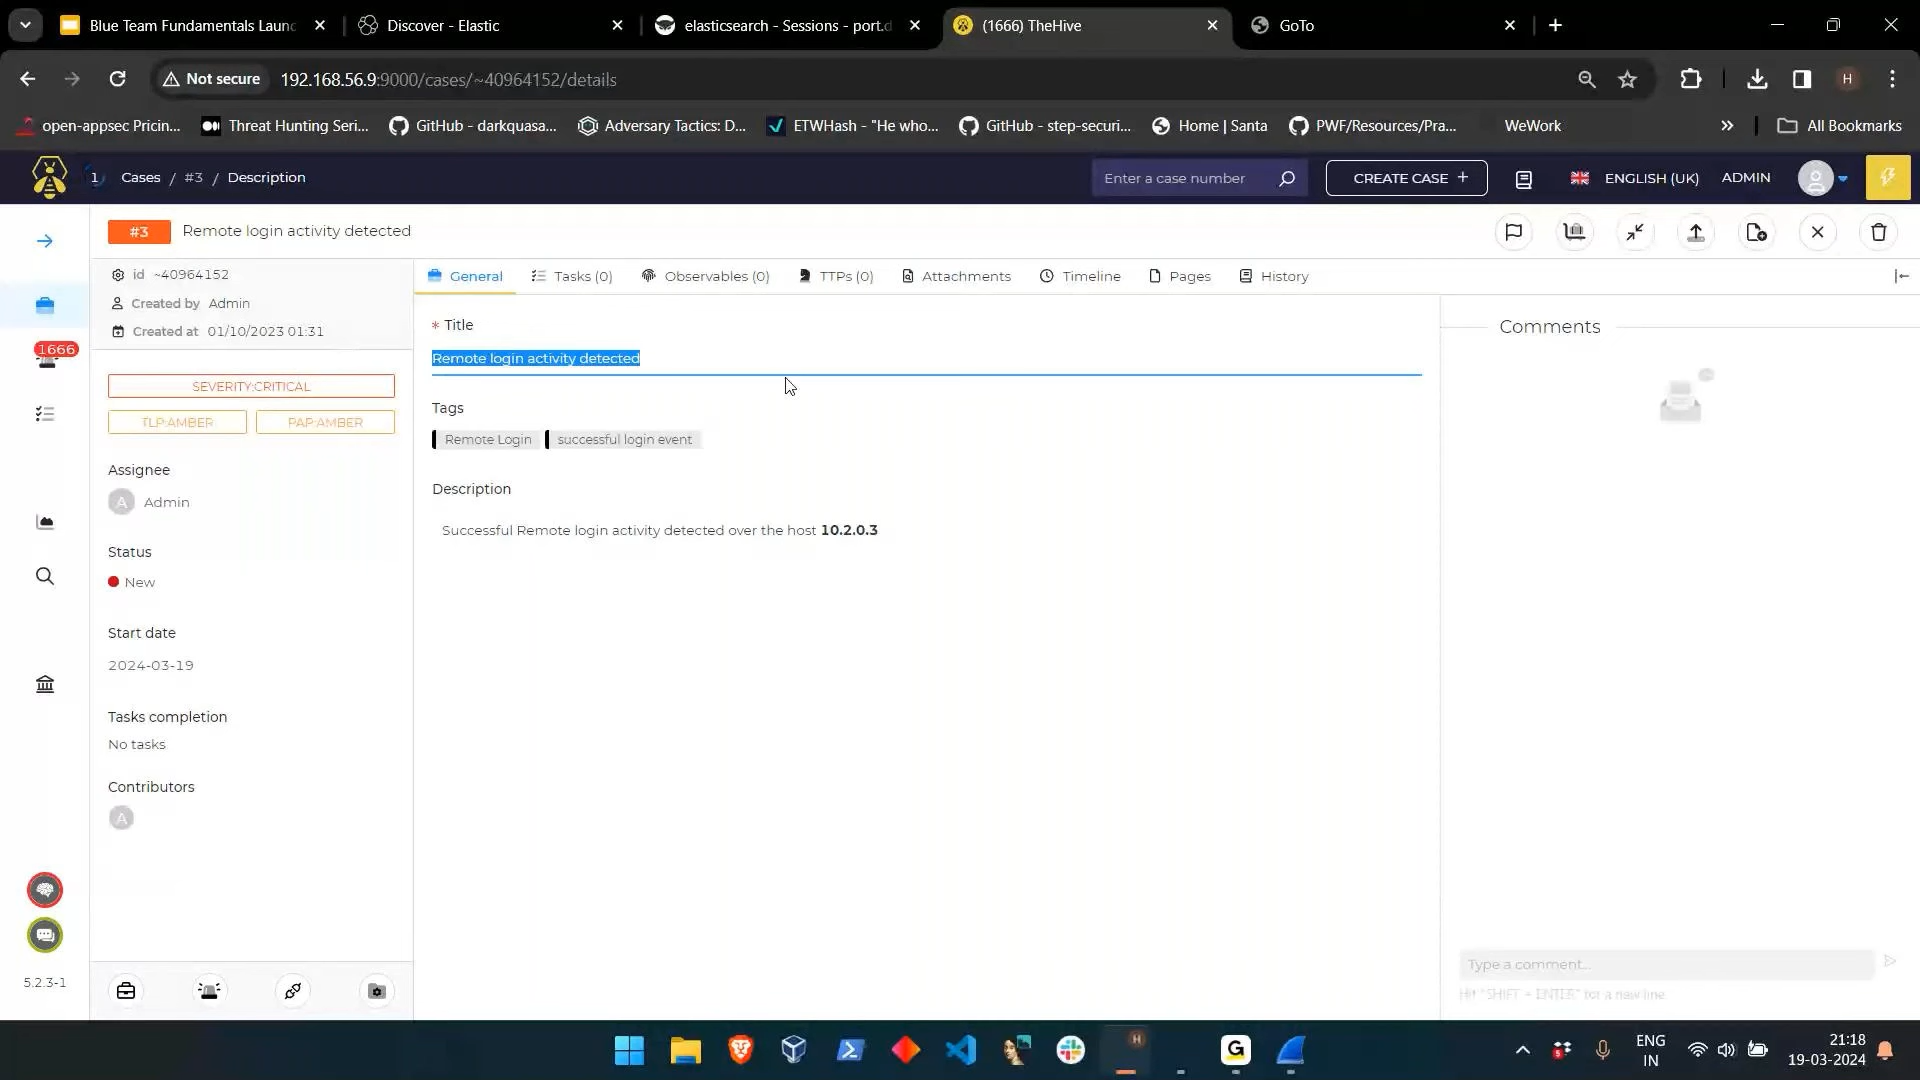 Blue Team Fundamentals Laun
Discover - Elastic
elasticsearch - Sessions - port.d
(1666) TheHive
GoTo
Not secure
192.168.56.9:9000/cases/~40964152/details
H
open-appsec Pricin...
Threat Hunting Seri...
GitHub - darkquasa...
Adversary Tactics: D...
ETWHash - "He who...
GitHub - step-securi...
Home | Santa
PWF/Resources/Pra...
WeWork
All Bookmarks
1
Cases / #3 / Description
Enter a case number
CREATE CASE +
ENGLISH (UK)
ADMIN
#3 Remote login activity detected
id ~40964152
Created by Admin
Created at 01/10/2023 01:31
General
Tasks (0)
Observables (0)
TTPs (0)
Attachments
Timeline
Pages
History
1666
SEVERITY:CRITICAL
TLP:AMBER
PAP:AMBER
Assignee
A Admin
Status
New
Start date
2024-03-19
Tasks completion
No tasks
Contributors
A
5.2.3-1
* Title
Remote login activity detected
Tags
Remote Login
successful login event
Description
Successful Remote login activity detected over the host 10.2.0.3
Comments
Type a comment...
Hit "SHIFT + ENTER" for a new line
H
G
ENG
IN
21:18
19-03-2024